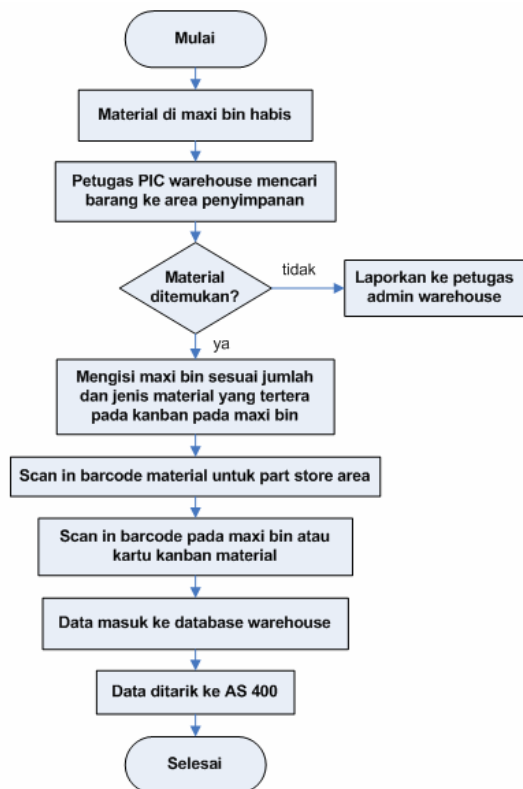 Mulai
Material di maxi bin habis
Petugas PIC warehouse mencari
barang ke area penyimpanan
Material
ditemukan?
tidak
Laporkan ke petugas
admin warehouse
ya
Mengisi maxi bin sesuai jumlah
dan jenis material yang tertera
pada kanban pada maxi bin
Scan in barcode material untuk part store area
Scan in barcode pada maxi bin atau
kartu kanban material
Data masuk ke database warehouse
Data ditarik ke AS 400
Selesai